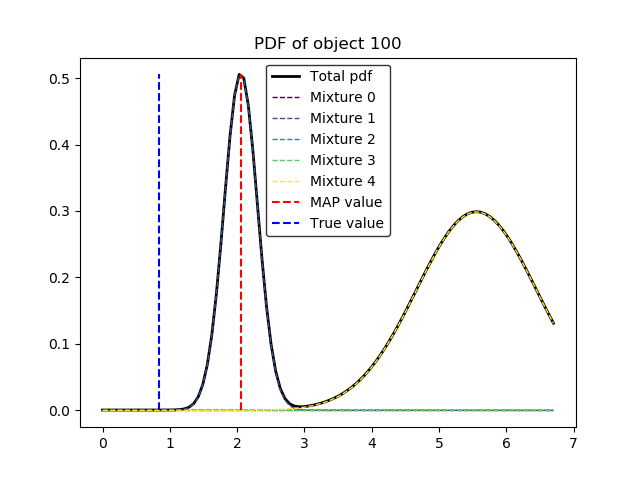 PDF of object 100
0.5
0.4
0.3
0.2
0.1
0.0
Total pdf
Mixture 0
Mixture 1
Mixture 2
Mixture 3
Mixture 4
MAP value
True value
0 1 2 3 4 5 6 7